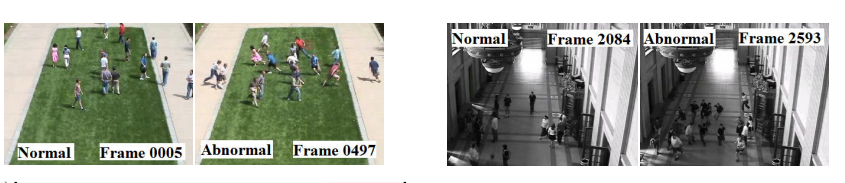 Normal Frame 2084
Abnormal Frame 2593
Normal Frame 0005
Abnormal Frame 0497